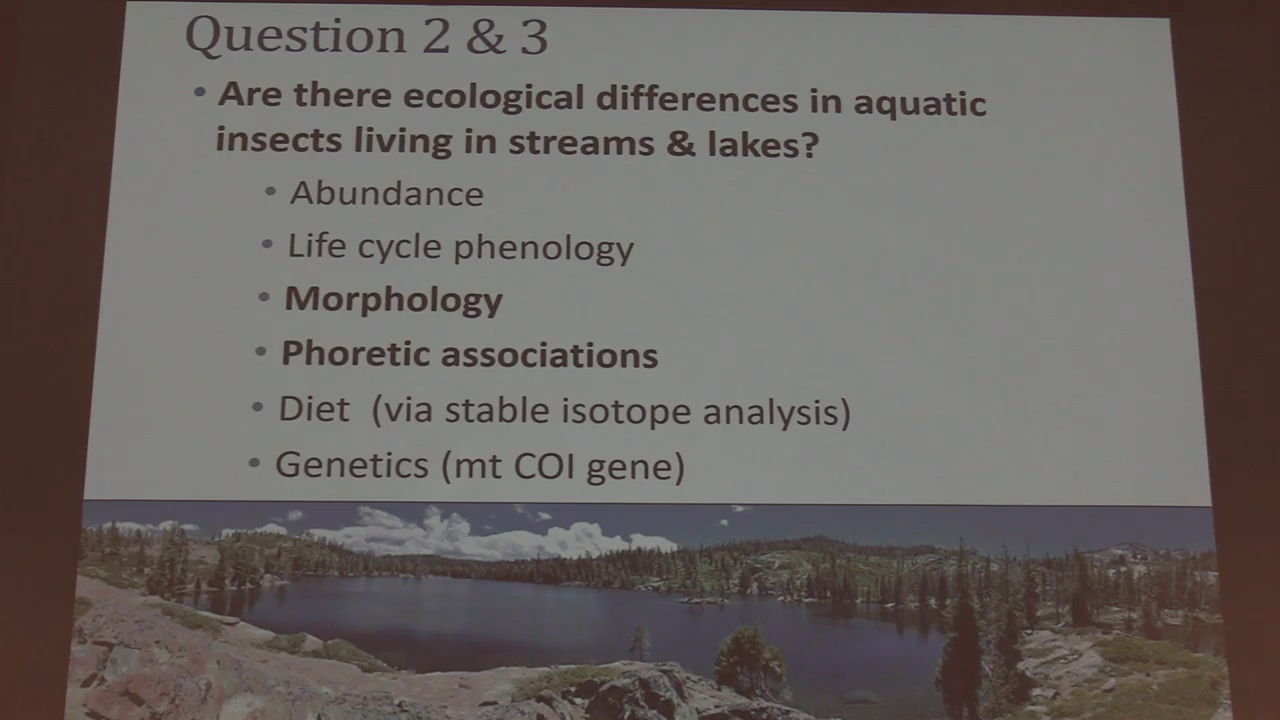 Question 2 & 3
• Are there ecological differences in aquatic
insects living in streams & lakes?
• Abundance
• Life cycle phenology
• Morphology
• Phoretic associations
• Diet (via stable isotope analysis)
• Genetics (mt COI gene)